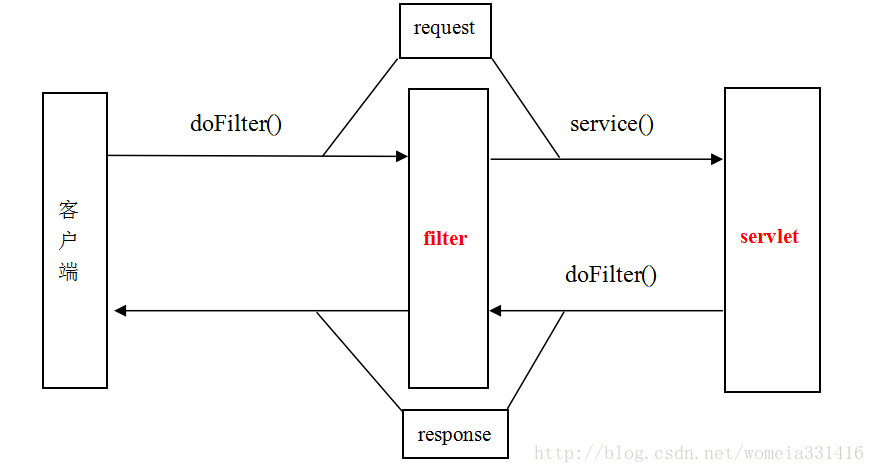 request
doFilter()
service()
客
户
端
filter
servlet
doFilter()
response
http://blog.csdn.net/womeia331416